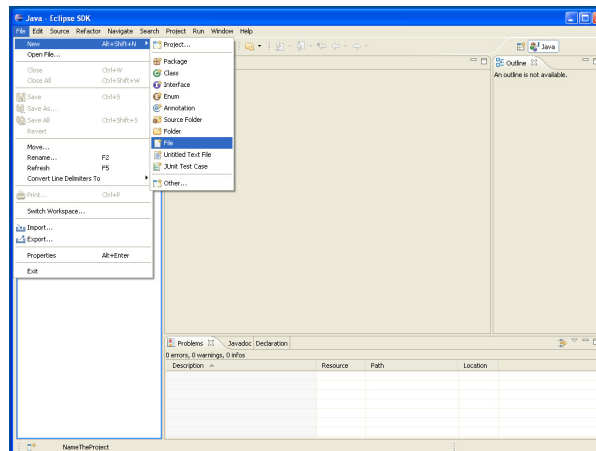 Java - Eclipse SDK
File Edit Source Refactor Navigate Search Project Run Window Help
New Alt+Shift+N
Open File...
Close Ctrl+W
Close All Ctrl+Shift+W
Save Ctrl+S
Save As...
Save All Ctrl+Shift+S
Revert
Move...
Rename... F2
Refresh F5
Convert Line Delimiters To
Print... Ctrl+P
Switch Workspace...
Import...
Export...
Properties Alt+Enter
Exit
Project...
Package
Class
Interface
Enum
Annotation
Source Folder
Folder
File
Untitled Text File
JUnit Test Case
Other...
Java
Outline
An outline is not available.
Problems Javadoc Declaration
0 errors, 0 warnings, 0 infos
Description Resource Path Location
NameTheProject